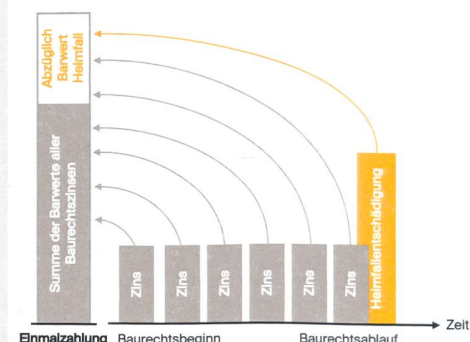 Abzüglich
Barwert
Heimfall
Summe der Barwerte aller
Baurechtszinsen
Zins
Zins
Zins
Zins
Zins
Zins
Heimfallentschädigung
Zeit
Einmalzahlung
Baurechtsbeginn
Baurechtsablauf